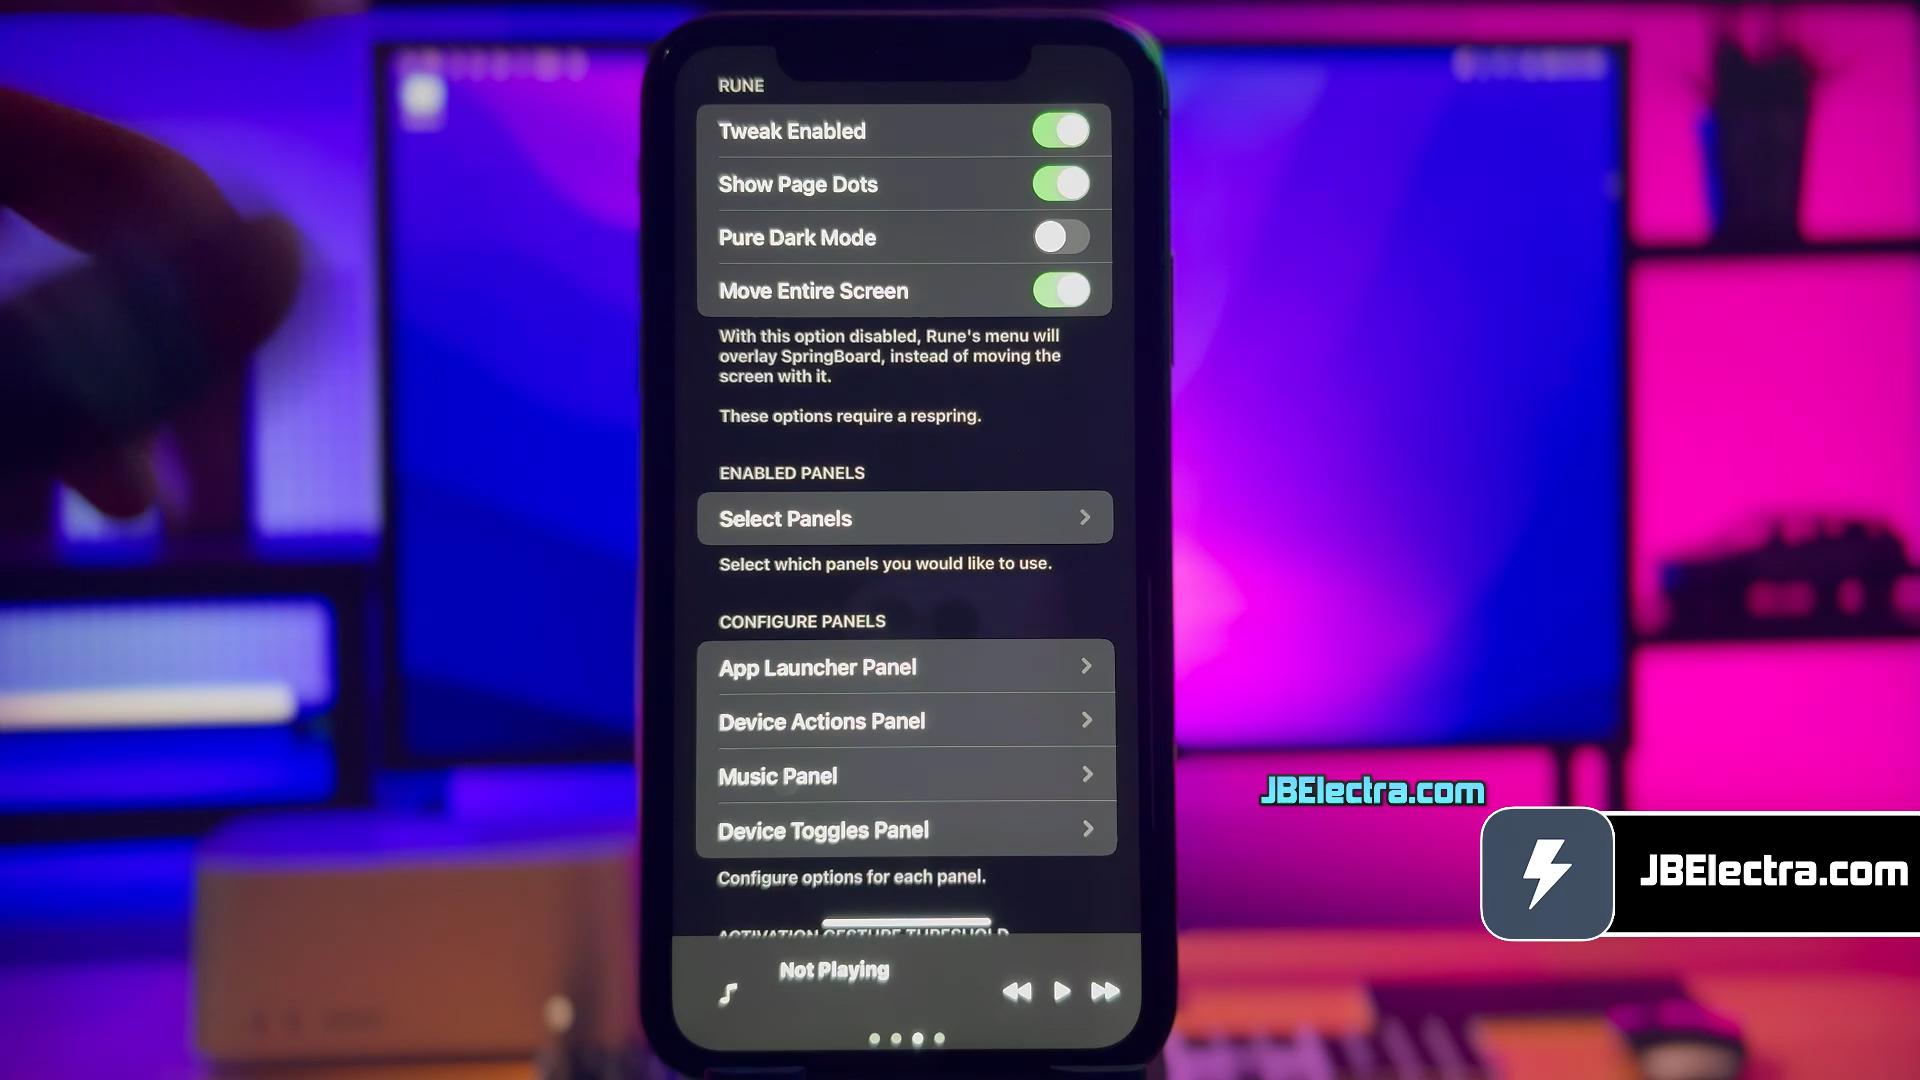 RUNE
Tweak Enabled
Show Page Dots
Pure Dark Mode
Move Entire Screen
With this option disabled, Rune's menu will
overlay SpringBoard, instead of moving the
screen with it.
These options require a respring.
ENABLED PANELS
Select Panels
Select which panels you would like to use.
CONFIGURE PANELS
App Launcher Panel
Device Actions Panel
Music Panel
Device Toggles Panel
Configure options for each panel.
ACTIVATION GESTURE THRESHOLD
Not Playing
JBElectra.com
JBElectra.com